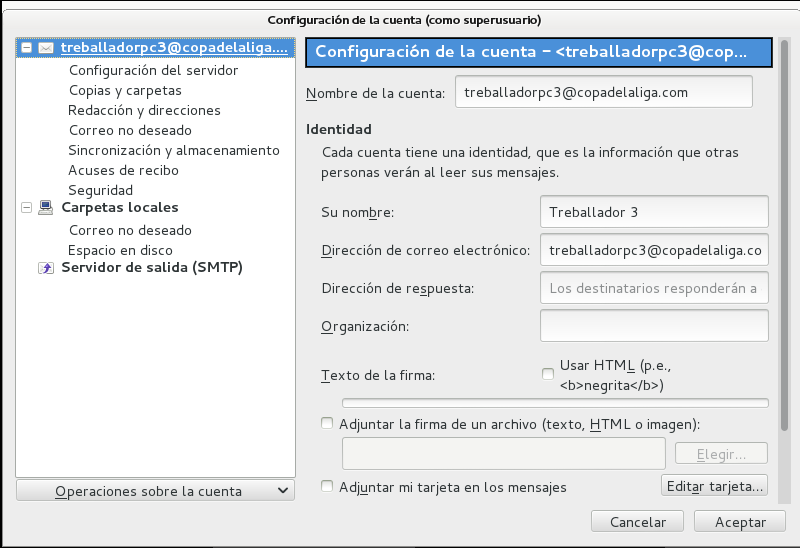 Configuración de la cuenta (como superusuario)
treballadorpc3@copadelaliga....
Configuración del servidor
Copias y carpetas
Redacción y direcciones
Correo no deseado
Sincronización y almacenamiento
Acuses de recibo
Seguridad
Carpetas locales
Correo no deseado
Espacio en disco
Servidor de salida (SMTP)
Operaciones sobre la cuenta
Configuración de la cuenta - <treballadorpc3@cop...
Nombre de la cuenta: treballadorpc3@copadelaliga.com
Identidad
Cada cuenta tiene una identidad, que es la información que otras
personas verán al leer sus mensajes.
Su nombre: Treballador 3
Dirección de correo electrónico: treballadorpc3@copadelaliga.co
Dirección de respuesta: Los destinatarios responderán a
Organización:
Texto de la firma: Usar HTML (p.e.,
<b>negrita</b>)
Adjuntar la firma de un archivo (texto, HTML o imagen):
Elegir...
Adjuntar mi tarjeta en los mensajes Editar tarjeta...
Cancelar Aceptar